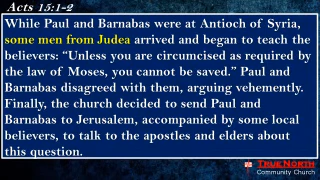 Acts 15:1-2
While Paul and Barnabas were at Antioch of Syria,
some men from Judea arrived and began to teach the
believers: “Unless you are circumcised as required by
the law of Moses, you cannot be saved.” Paul and
Barnabas disagreed with them, arguing vehemently.
Finally, the church decided to send Paul and
Barnabas to Jerusalem, accompanied by some local
believers, to talk to the apostles and elders about
this question.
TRUENORTH
Community Church